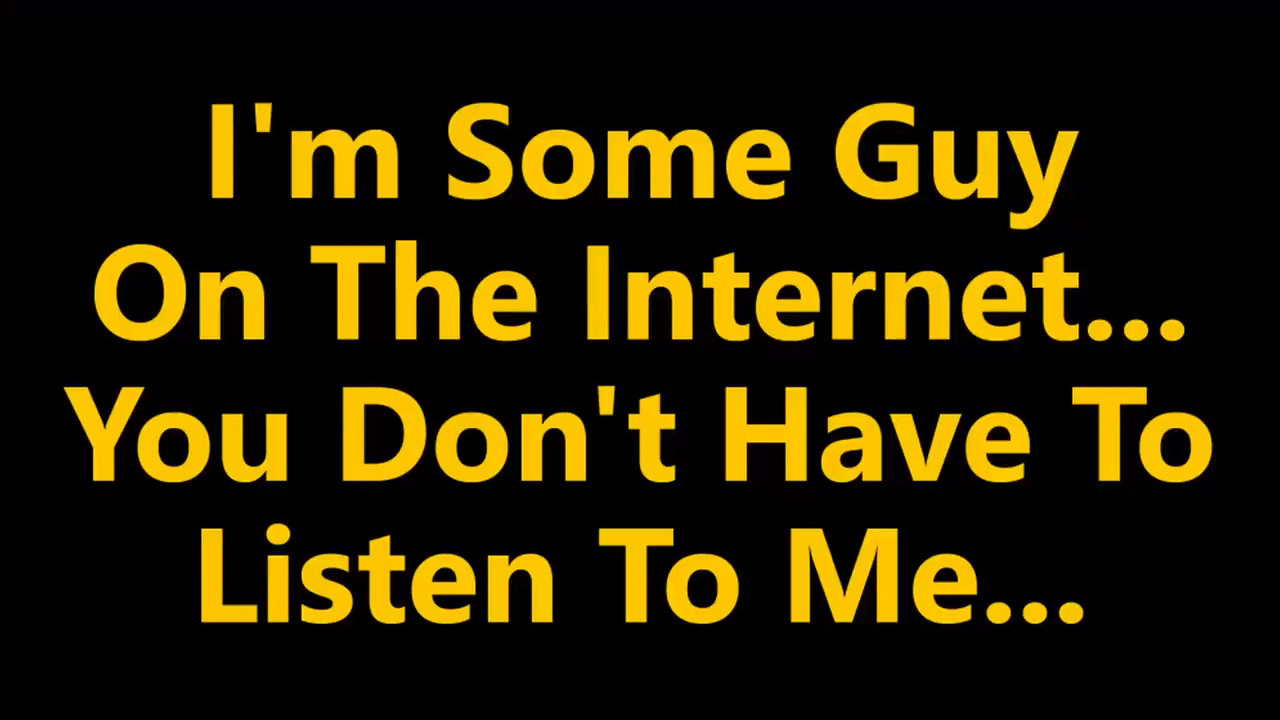 I'm Some Guy
On The Internet...
You Don't Have To
Listen To Me...